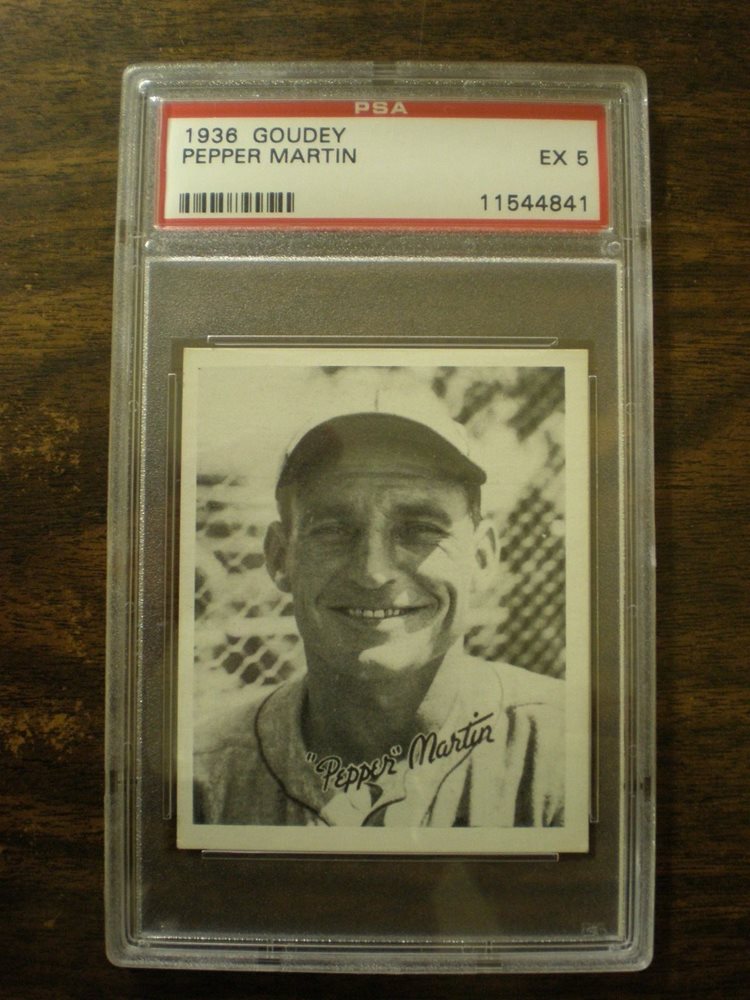 PSA
1936 GOUDEY
PEPPER MARTIN
EX 5
11544841
"Pepper" Martin